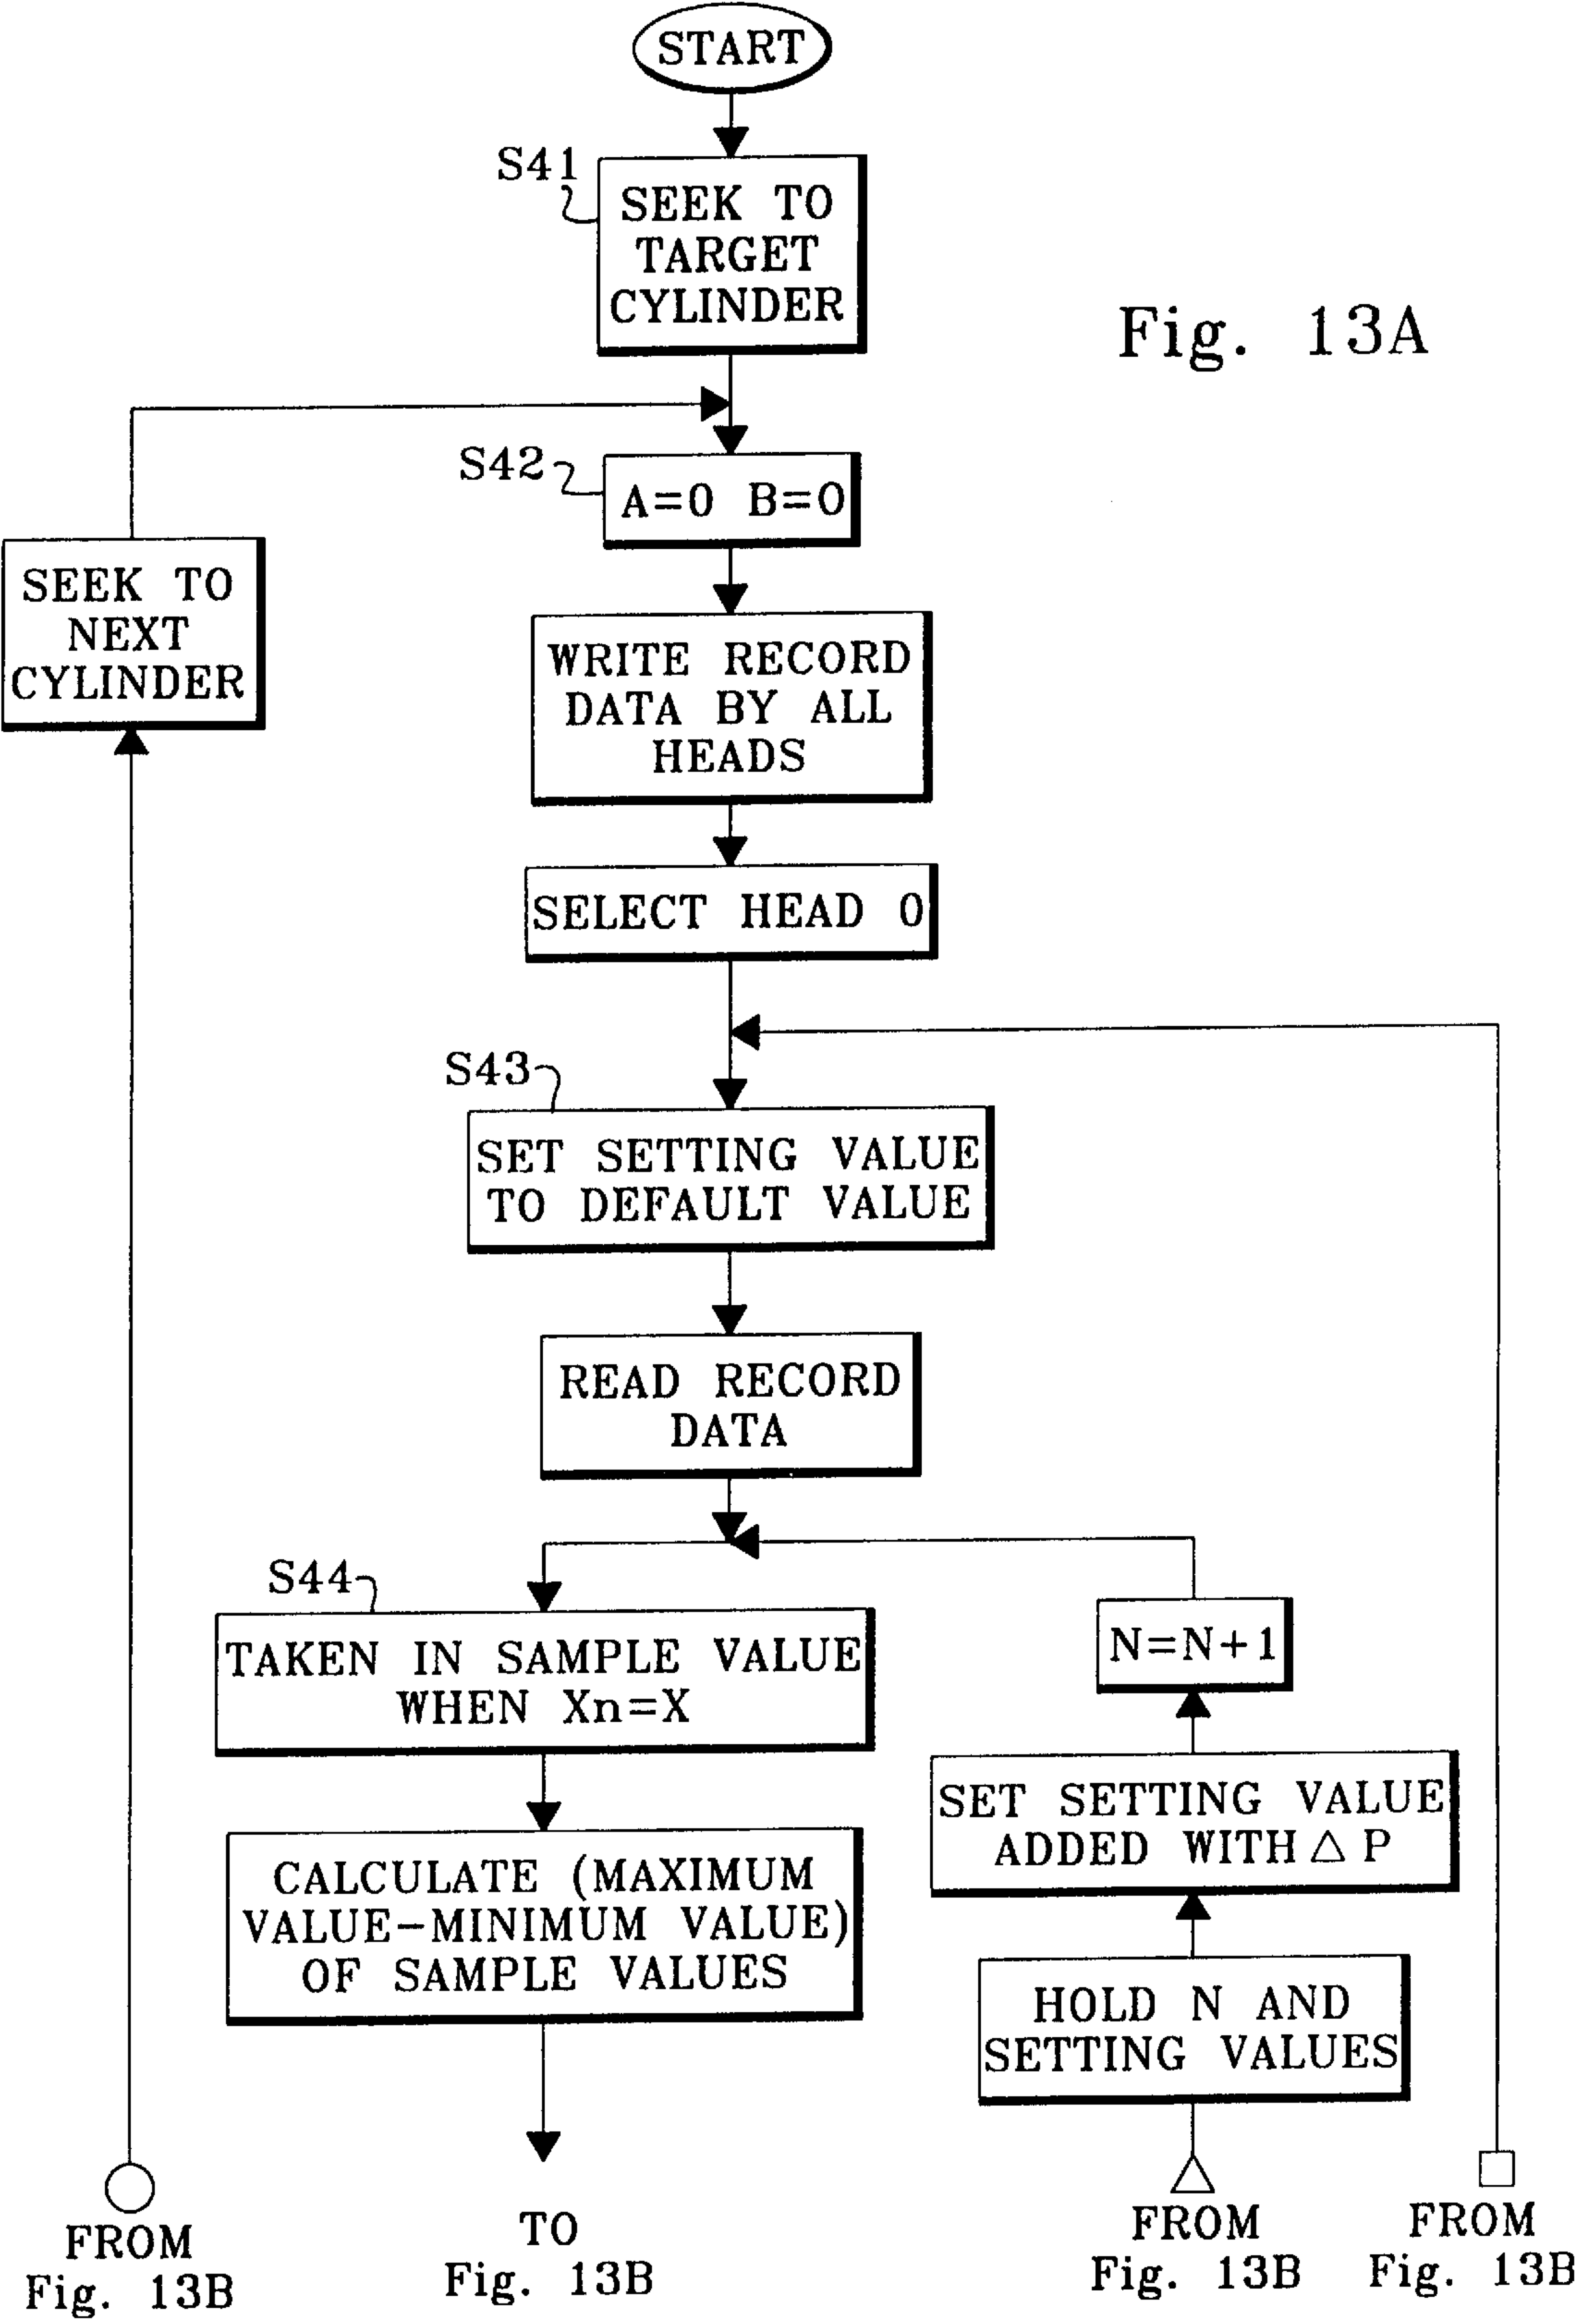 START
S41
SEEK TO
TARGET
CYLINDER
Fig. 13A
S42
A=0 B=0
SEEK TO
NEXT
CYLINDER
WRITE RECORD
DATA BY ALL
HEADS
SELECT HEAD 0
S43
SET SETTING VALUE
TO DEFAULT VALUE
READ RECORD
DATA
S44
TAKEN IN SAMPLE VALUE
WHEN Xn=X
N=N+1
SET SETTING VALUE
ADDED WITH △ P
CALCULATE (MAXIMUM
VALUE-MINIMUM VALUE)
OF SAMPLE VALUES
HOLD N AND
SETTING VALUES
FROM
Fig. 13B
TO
Fig. 13B
FROM
Fig. 13B
FROM
Fig. 13B